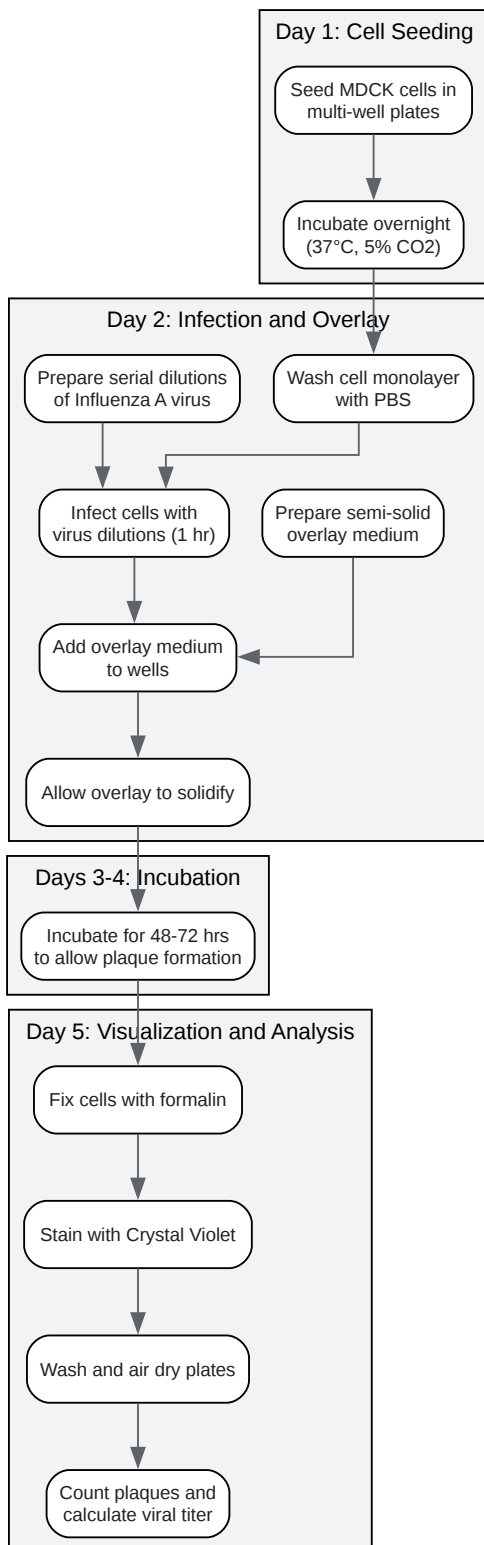 Day 1: Cell Seeding
Seed MDCK cells in
multi-well plates
Incubate overnight
(37°C, 5% CO2)
Day 2: Infection and Overlay
Prepare serial dilutions
of Influenza A virus
Wash cell monolayer
with PBS
Infect cells with
virus dilutions (1 hr)
Prepare semi-solid
overlay medium
Add overlay medium
to wells
Allow overlay to solidify
Days 3-4: Incubation
Incubate for 48-72 hrs
to allow plaque formation
Day 5: Visualization and Analysis
Fix cells with formalin
Stain with Crystal Violet
Wash and air dry plates
Count plaques and
calculate viral titer